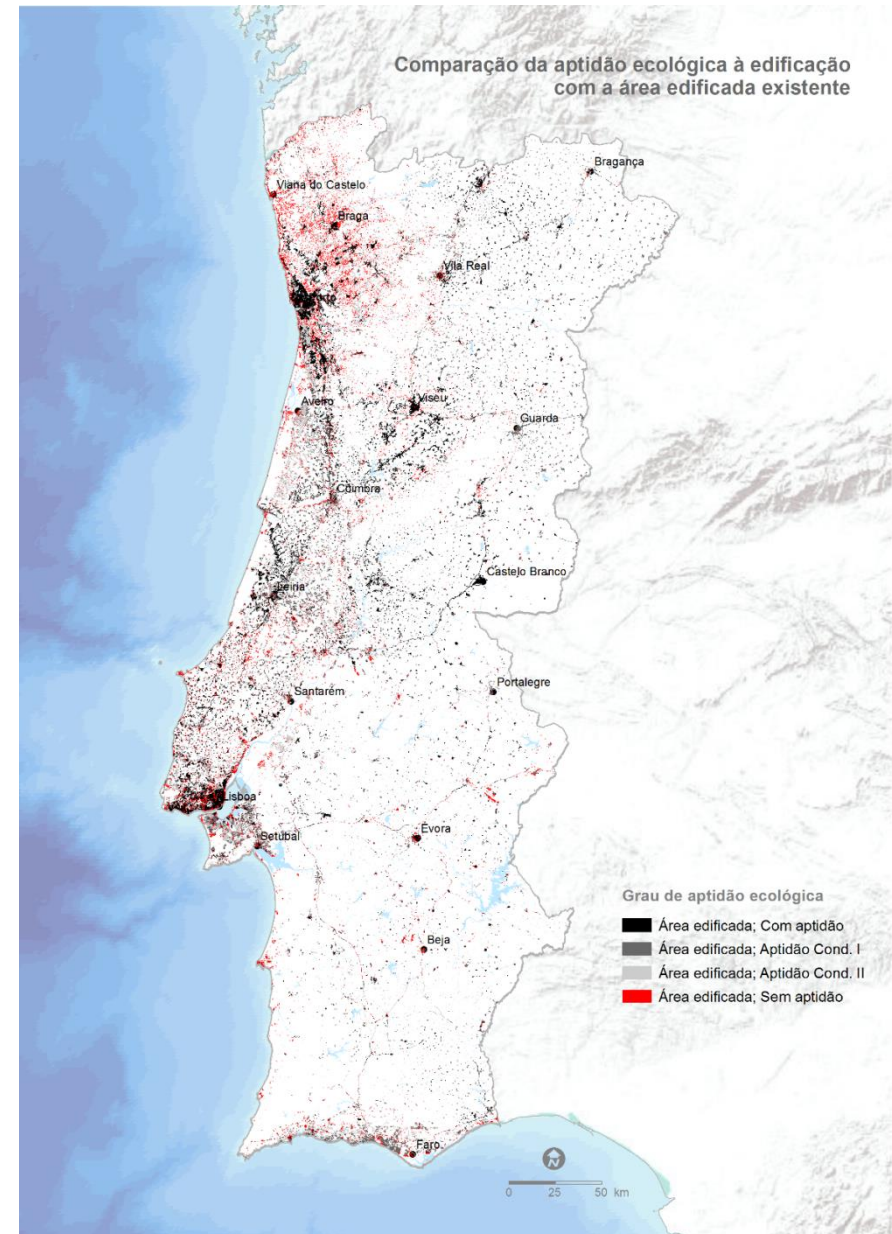 Comparação da aptidão ecológica à edificação
com a área edificada existente
Bragança
Viana do Castelo
Braga
Vila Real
Aveiro
Viseu
Guarda
Coimbra
Leiria
Castelo Branco
Santarém
Portalegre
Lisboa
Setúbal
Évora
Beja
Faro
Grau de aptidão ecológica
Área edificada; Com aptidão
Área edificada; Aptidão Cond. I
Área edificada; Aptidão Cond. II
Área edificada; Sem aptidão
N
0 25 50 km